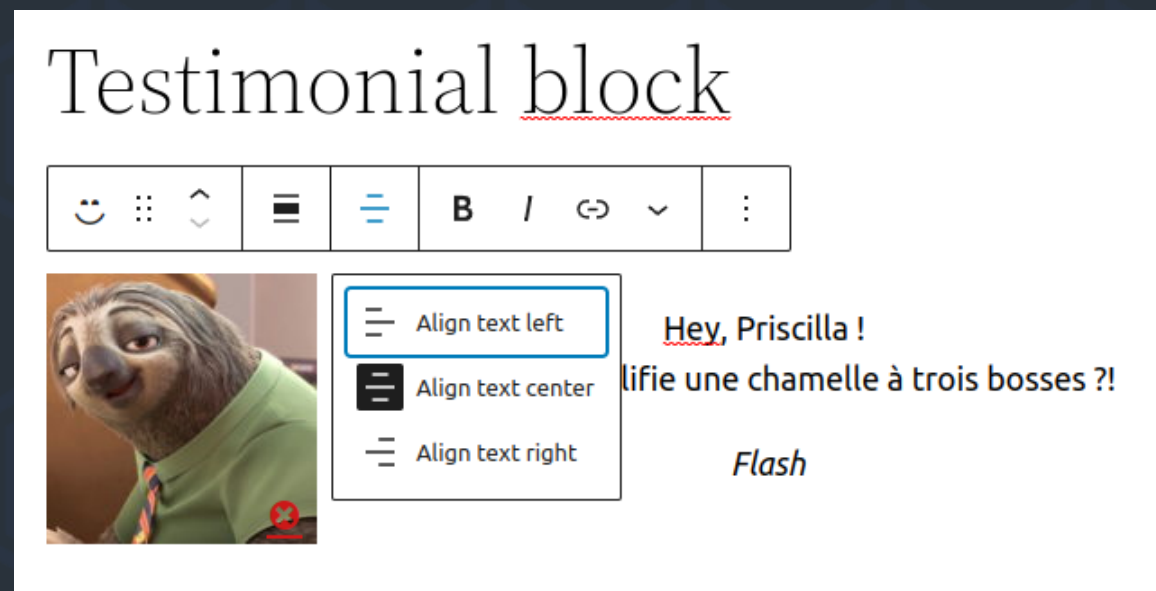 Testimonial block
B I
Align text left
Align text center
Align text right
Hey, Priscilla !
lifie une chamelle à trois bosses ?!
Flash